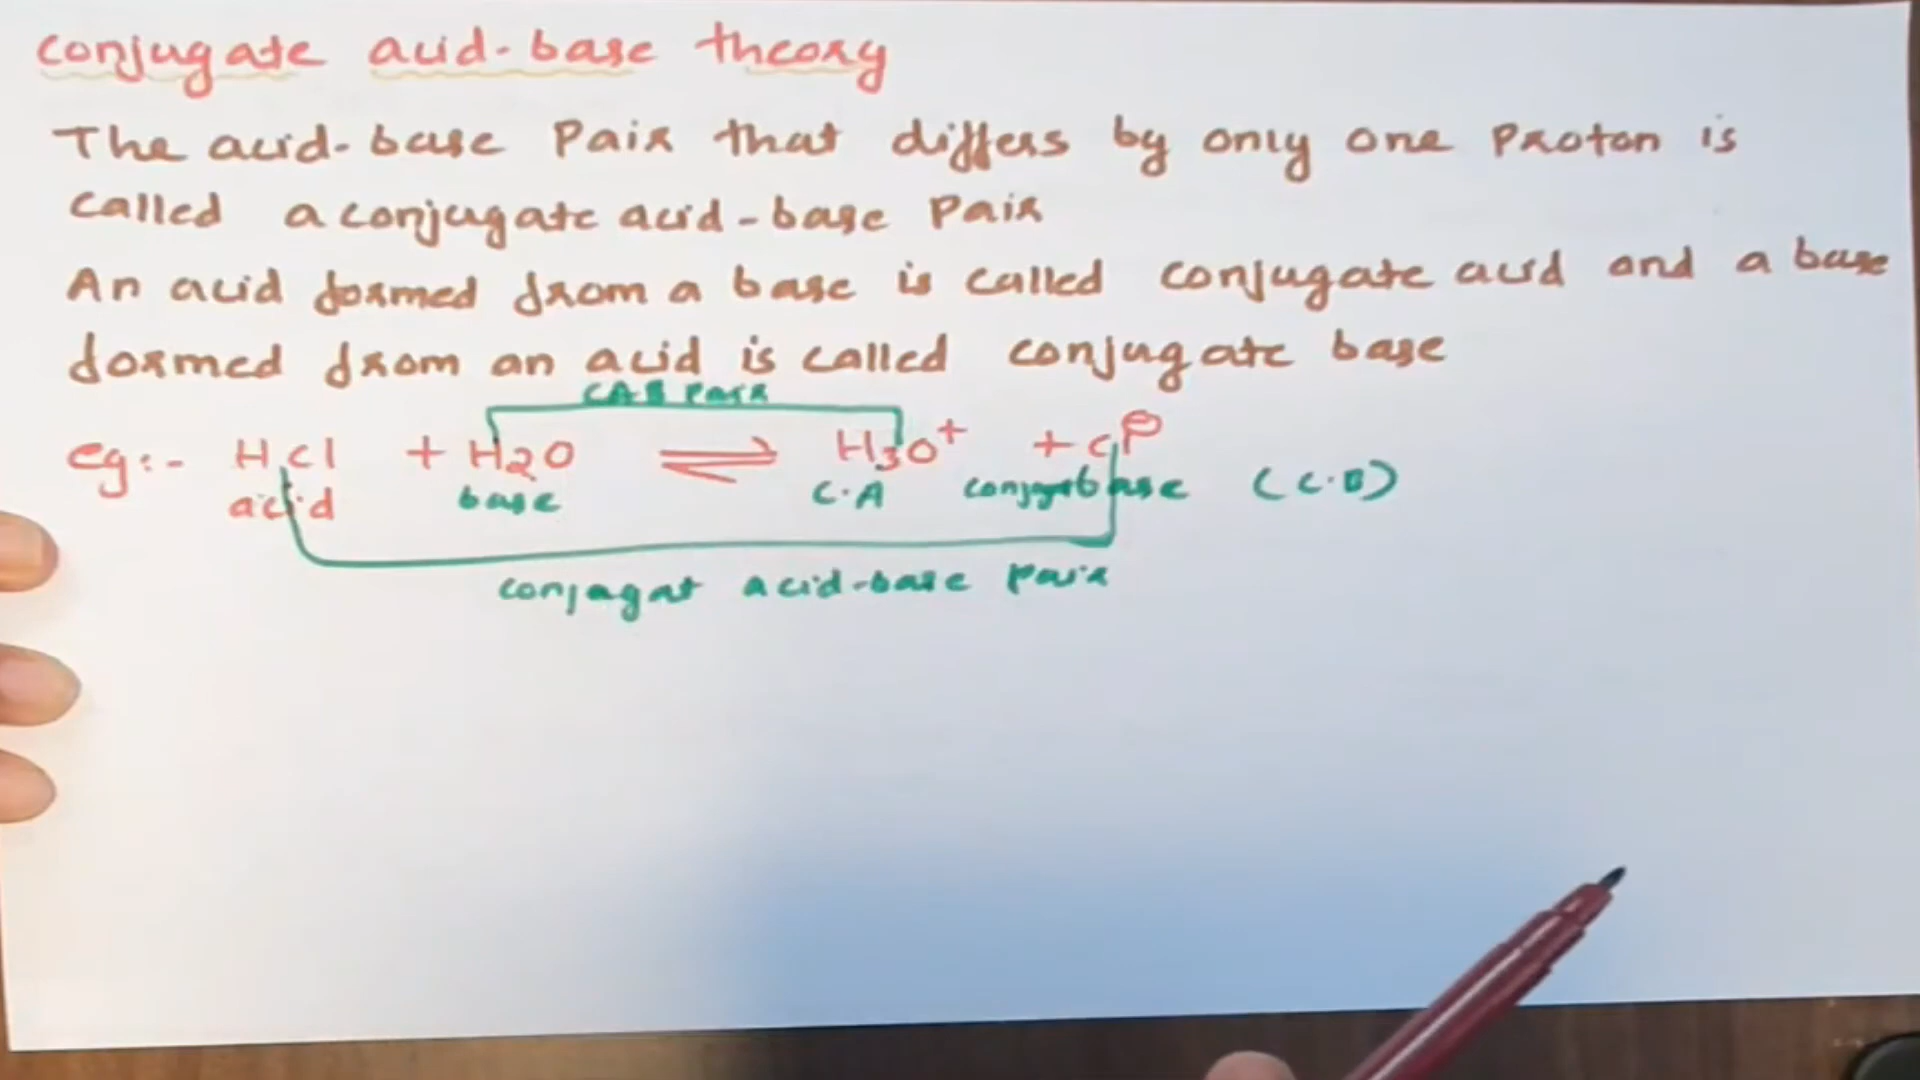 conjugate acid-base theory
The acid-base Pair that differs by only one Proton is
called a conjugate acid-base Pair
An acid formed from a base is called conjugate acid and a base
formed from an acid is called conjugate base
CAB Pair
eg:- HCl + H2O ⇌ H3O+ + Cl⊖
acid base C.A conjugate base (C.B)
conjagat acid-base pair